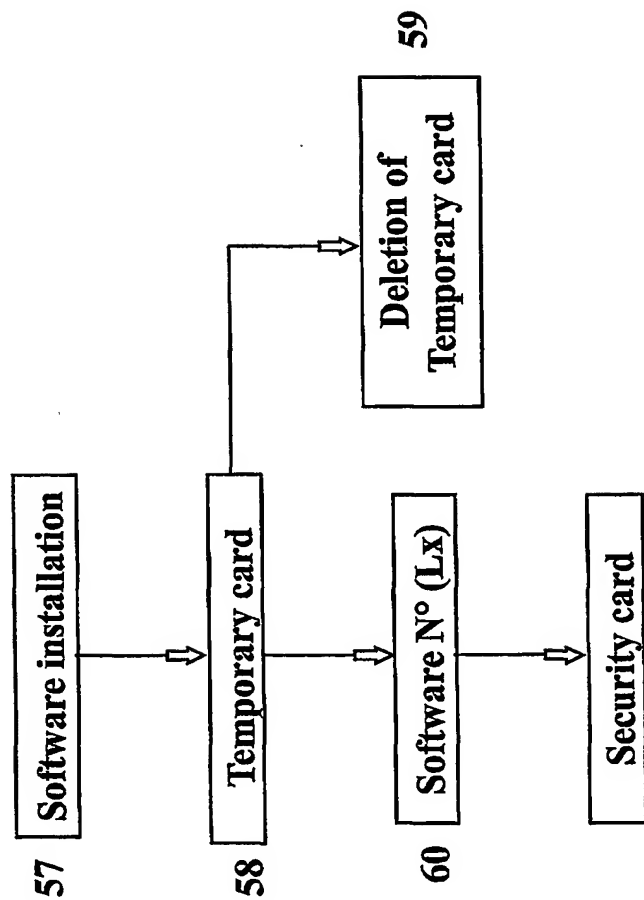 57 Software installation
58 Temporary card
Deletion of
Temporary card
59
60 Software N° (Lx)
Security card